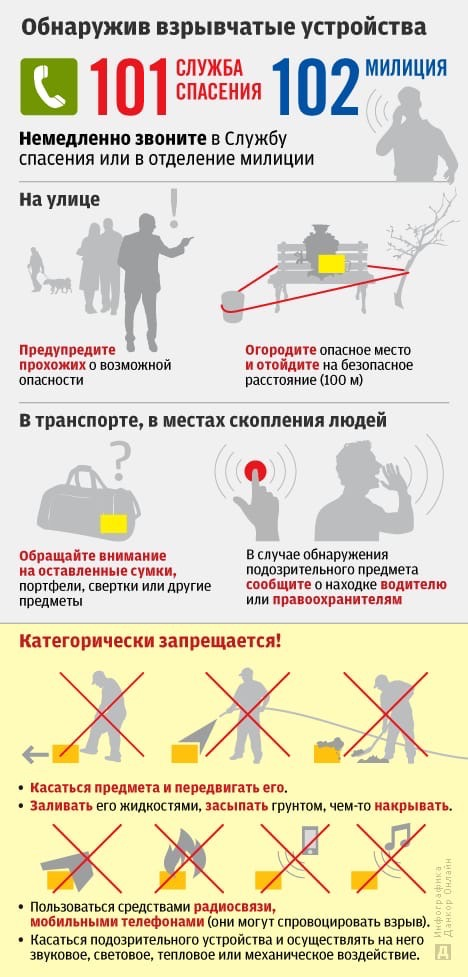 Обнаружив взрывчатые устройства
101 СЛУЖБА
СПАСЕНИЯ
102 МИЛИЦИЯ
Немедленно звоните в Службу
спасения или в отделение милиции
На улице
!
Предупредите
прохожих о возможной
опасности
Огородите опасное место
и отойдите на безопасное
расстояние (100 м)
В транспорте, в местах скопления людей
?
Обращайте внимание
на оставленные сумки,
портфели, свертки или другие
предметы
В случае обнаружения
подозрительного предмета
сообщите о находке водителю
или правоохранителям
Категорически запрещается!
• Касаться предмета и передвигать его.
• Заливать его жидкостями, засыпать грунтом, чем-то накрывать.
• Пользоваться средствами радиосвязи,
мобильными телефонами (они могут спровоцировать взрыв).
• Касаться подозрительного устройства и осуществлять на него
звуковое, световое, тепловое или механическое воздействие.
Инфографика
Данкор Онлайн
Д